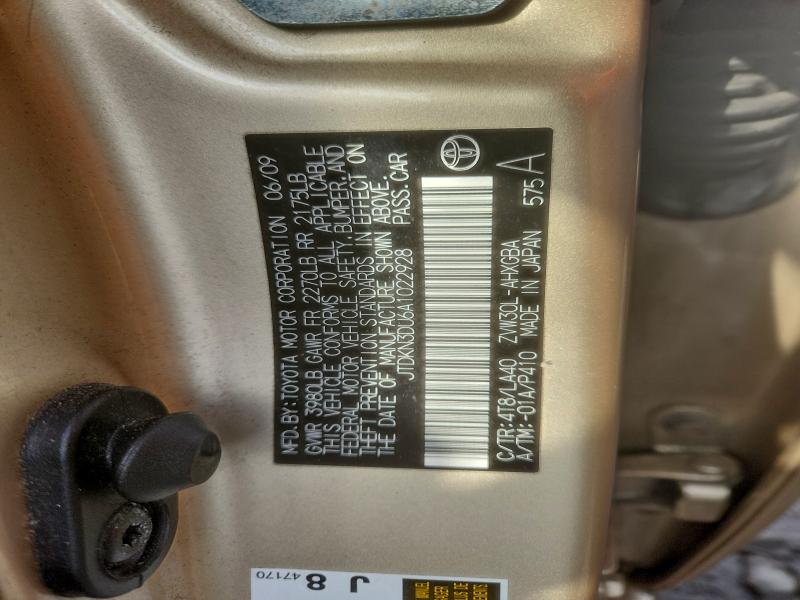 MFD.BY:TOYOTA MOTOR CORPORATION 06/09
GVWR 3980LB GAWR FR 2270LB RR 2175LB
THIS VEHICLE CONFORMS TO ALL APPLICABLE
FEDERAL MOTOR VEHICLE SAFETY, BUMPER, AND
THEFT PREVENTION STANDARDS IN EFFECT ON
THE DATE OF MANUFACTURE SHOWN ABOVE.
JTDKN3DU6A1022928 PASS. CAR
C/TR:4T8/LA40 ZVW30L-AHXGBA
A/TM:-01A/P410 MADE IN JAPAN 575 A
J 8
47170